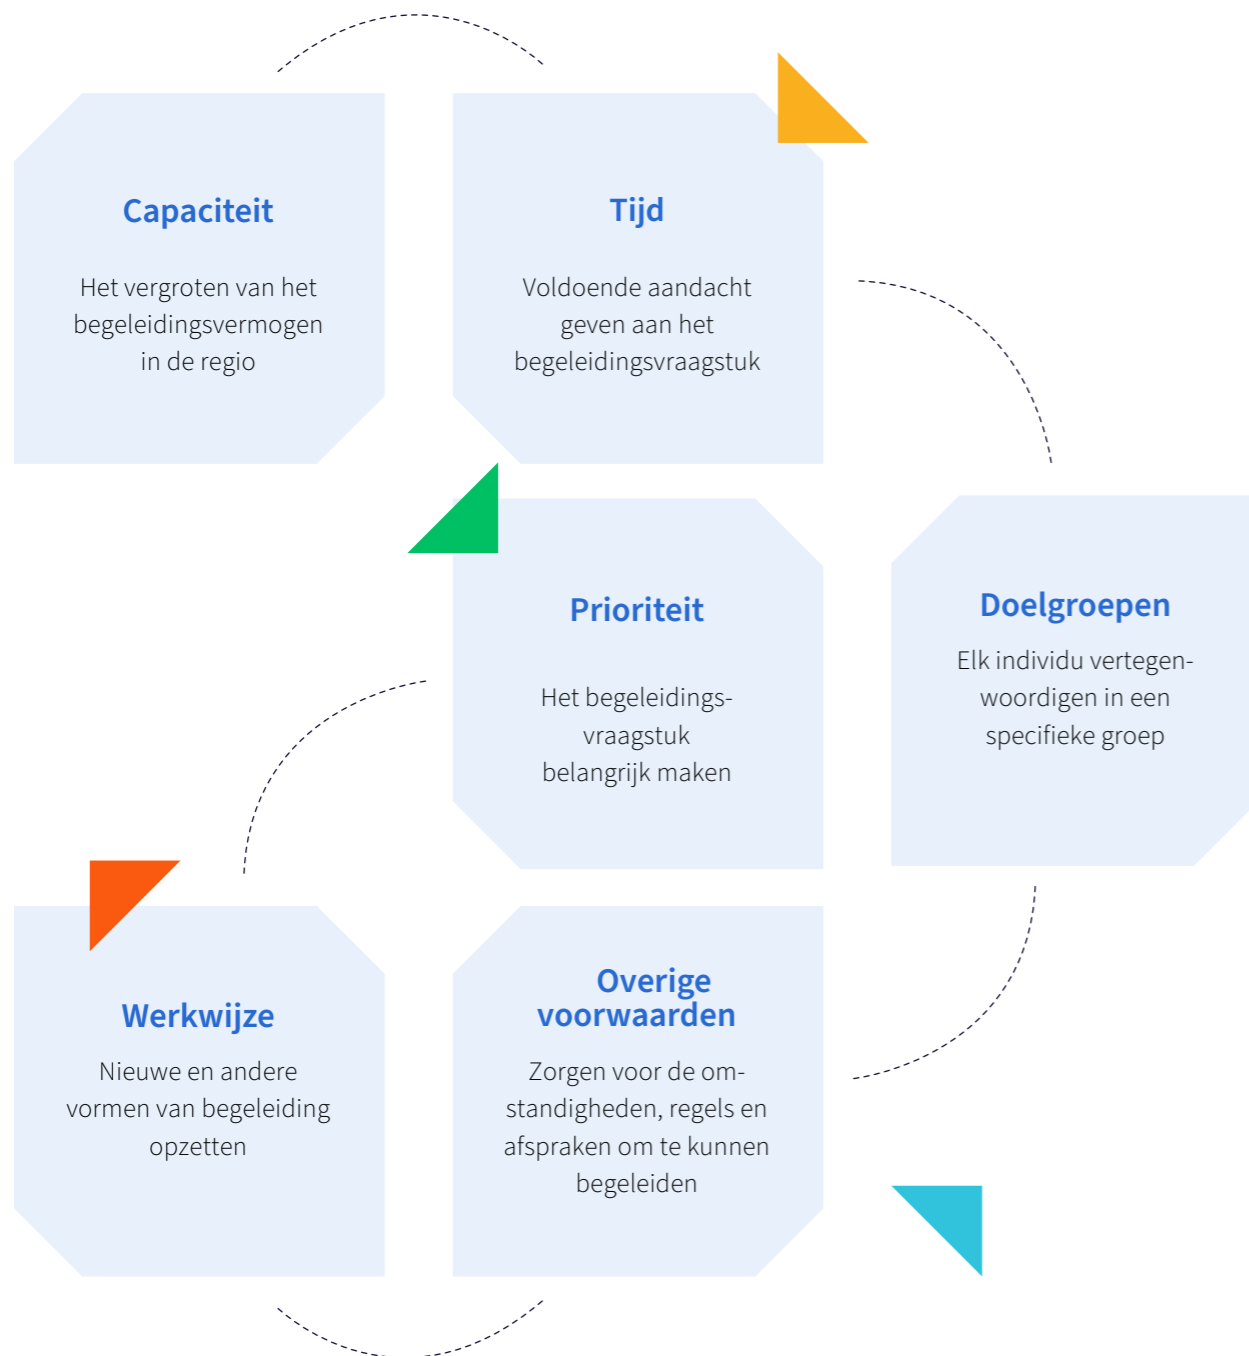 Capaciteit
Het vergroten van het
begeleidingsvermogen
in de regio
Tijd
Voldoende aandacht
geven aan het
begeleidingsvraagstuk
Prioriteit
Het begeleidings-
vraagstuk
belangrijk maken
Doelgroepen
Elk individu vertegen-
woordigen in een
specifieke groep
Werkwijze
Nieuwe en andere
vormen van begeleiding
opzetten
Overige
voorwaarden
Zorgen voor de om-
standigheden, regels en
afspraken om te kunnen
begeleiden